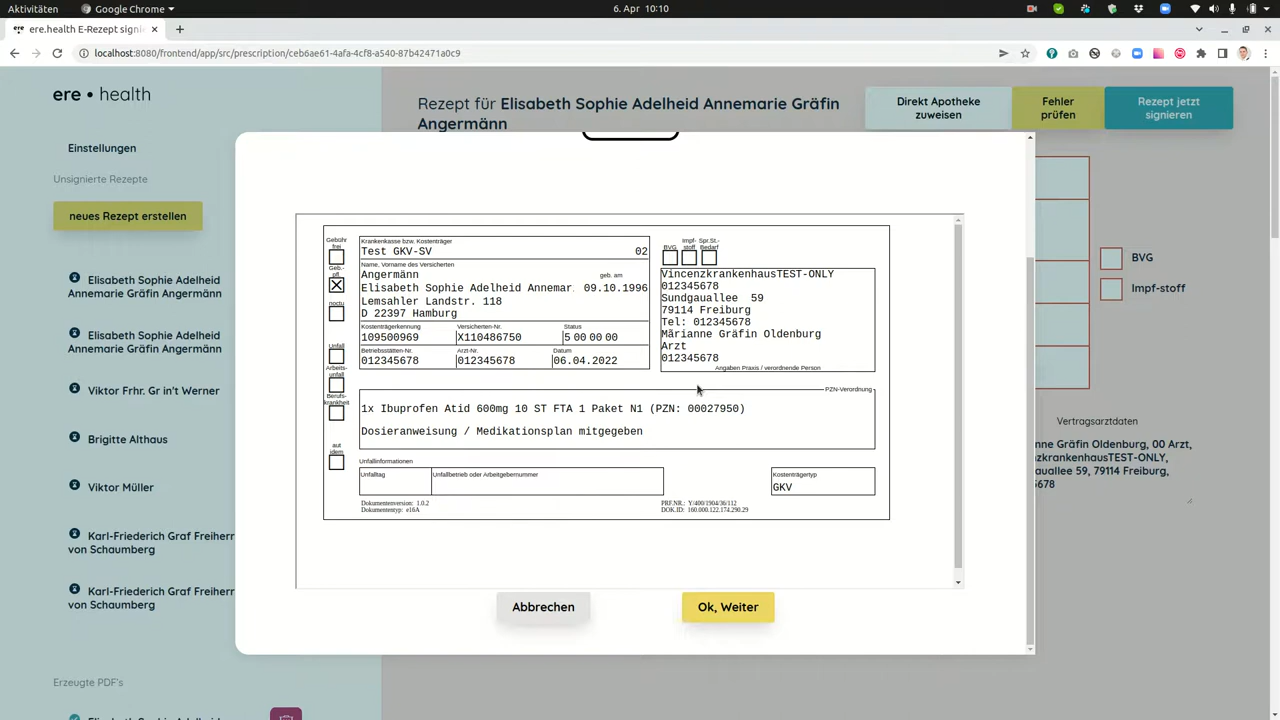 Aktivitäten
Google Chrome
6. Apr 10:10
ere.health E-Rezept signie
localhost:8080/frontend/app/src/prescription/ceb6ae61-4afa-4cf8-a540-87b42471a0c9
ere • health
Einstellungen
Unsignierte Rezepte
neues Rezept erstellen
Elisabeth Sophie Adelheid
Annemarie Gräfin Angermänn
Elisabeth Sophie Adelheid
Annemarie Gräfin Angermänn
Viktor Frhr. Gr in't Werner
Brigitte Althaus
Viktor Müller
Karl-Friederich Graf Freiherr
von Schaumberg
Karl-Friederich Graf Freiherr
von Schaumberg
Erzeugte PDF's
Rezept für Elisabeth Sophie Adelheid Annemarie Gräfin
Angermänn
Direkt Apotheke
zuweisen
Fehler
prüfen
Rezept jetzt
signieren
Gebühr
frei
Geb.-
pfl.
noctu
Unfall
Arbeits-
unfall
Berufs-
krankheit
aut
idem
Krankenkasse bzw. Kostenträger
Test GKV-SV 02
Name, Vorname des Versicherten
Angermänn geb. am
Elisabeth Sophie Adelheid Annemar 09.10.1996
Lemsahler Landstr. 118
D 22397 Hamburg
Kostenträgerkennung Versicherten-Nr. Status
109500969 X110486750 5 00 00 00
Betriebsstätten-Nr. Arzt-Nr. Datum
012345678 012345678 06.04.2022
BVG
Impf-
stoff
Spr.St.-
Bedarf
VincenzkrankenhausTEST-ONLY
012345678
Sundgauallee 59
79114 Freiburg
Tel: 012345678
Märianne Gräfin Oldenburg
Arzt
012345678
Angaben Praxis / verordnende Person
PZN-Verordnung
1x Ibuprofen Atid 600mg 10 ST FTA 1 Paket N1 (PZN: 00027950)
Dosieranweisung / Medikationsplan mitgegeben
Unfallinformationen
Unfalltag Unfallbetrieb oder Arbeitgebernummer
Kostenträgertyp
GKV
Dokumentenversion: 1.0.2
Dokumententyp: e16A
PRF.NR.: Y/400/1904/36/112
DOK.ID: 160.000.122.174.290.29
Abbrechen
Ok, Weiter
BVG
Impf-stoff
Vertragsarztdaten
nne Gräfin Oldenburg, 00 Arzt,
zkrankenhausTEST-ONLY,
auallee 59, 79114 Freiburg,
5678